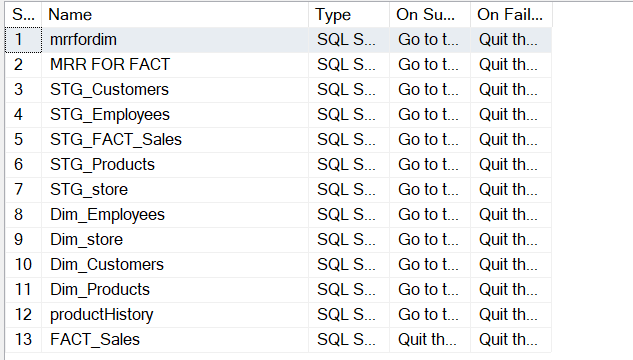 S... Name Type On Su... On Fail...
1 mrrfordim SQL S... Go to t... Quit th...
2 MRR FOR FACT SQL S... Go to t... Quit th...
3 STG_Customers SQL S... Go to t... Quit th...
4 STG_Employees SQL S... Go to t... Quit th...
5 STG_FACT_Sales SQL S... Go to t... Quit th...
6 STG_Products SQL S... Go to t... Quit th...
7 STG_store SQL S... Go to t... Quit th...
8 Dim_Employees SQL S... Go to t... Quit th...
9 Dim_store SQL S... Go to t... Quit th...
10 Dim_Customers SQL S... Go to t... Quit th...
11 Dim_Products SQL S... Go to t... Quit th...
12 productHistory SQL S... Go to t... Quit th...
13 FACT_Sales SQL S... Quit th... Quit th...